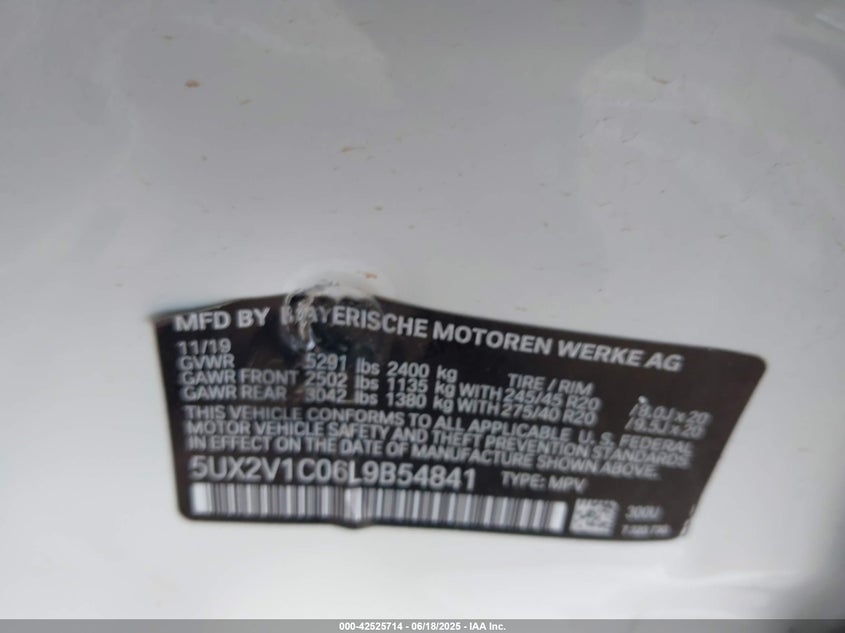 MFD BY BAYERISCHE MOTOREN WERKE AG
11/19
GVWR 5291 lbs 2400 kg TIRE / RIM
GAWR FRONT 2502 lbs 1135 kg WITH 245/45 R20 /8.0J x 20
GAWR REAR 3042 lbs 1380 kg WITH 275/40 R20 /9.5J x 20
THIS VEHICLE CONFORMS TO ALL APPLICABLE U. S. FEDERAL
MOTOR VEHICLE SAFETY AND THEFT PREVENTION STANDARDS
IN EFFECT ON THE DATE OF MANUFACTURE SHOWN ABOVE.
5UX2V1C06L9B54841 TYPE: MPV
300U
000-42525714 - 06/18/2025 - IAA Inc.